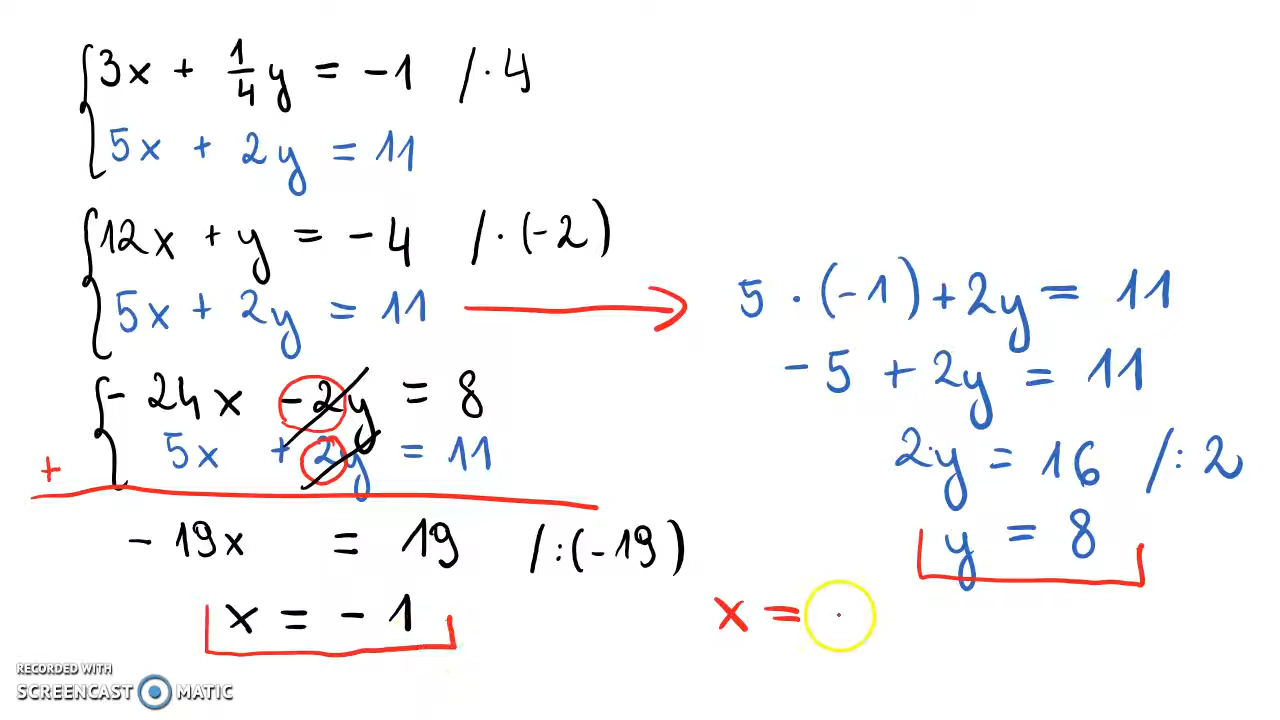 3x + 1/4 y = -1 / · 4
5x + 2y = 11
12x + y = -4 / · (-2)
5x + 2y = 11
- 24x -2y = 8
+ 5x + 2y = 11
- 19x = 19 / : (-19)
x = - 1
5 · (-1) + 2y = 11
- 5 + 2y = 11
2y = 16 / : 2
y = 8
x =
RECORDED WITH
SCREENCAST MATIC